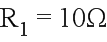 R₁ = 10Ω